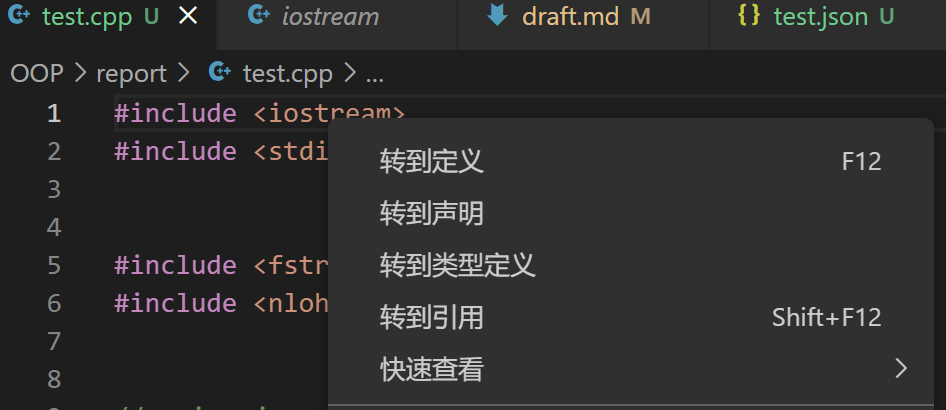 test.cpp U
iostream
draft.md M
{} test.json U
OOP > report > test.cpp > ...
1 #include <iostream>
2 #include <stdi
3
4
5 #include <fstr
6 #include <nloh
7
8
转到定义 F12
转到声明
转到类型定义
转到引用 Shift+F12
快速查看